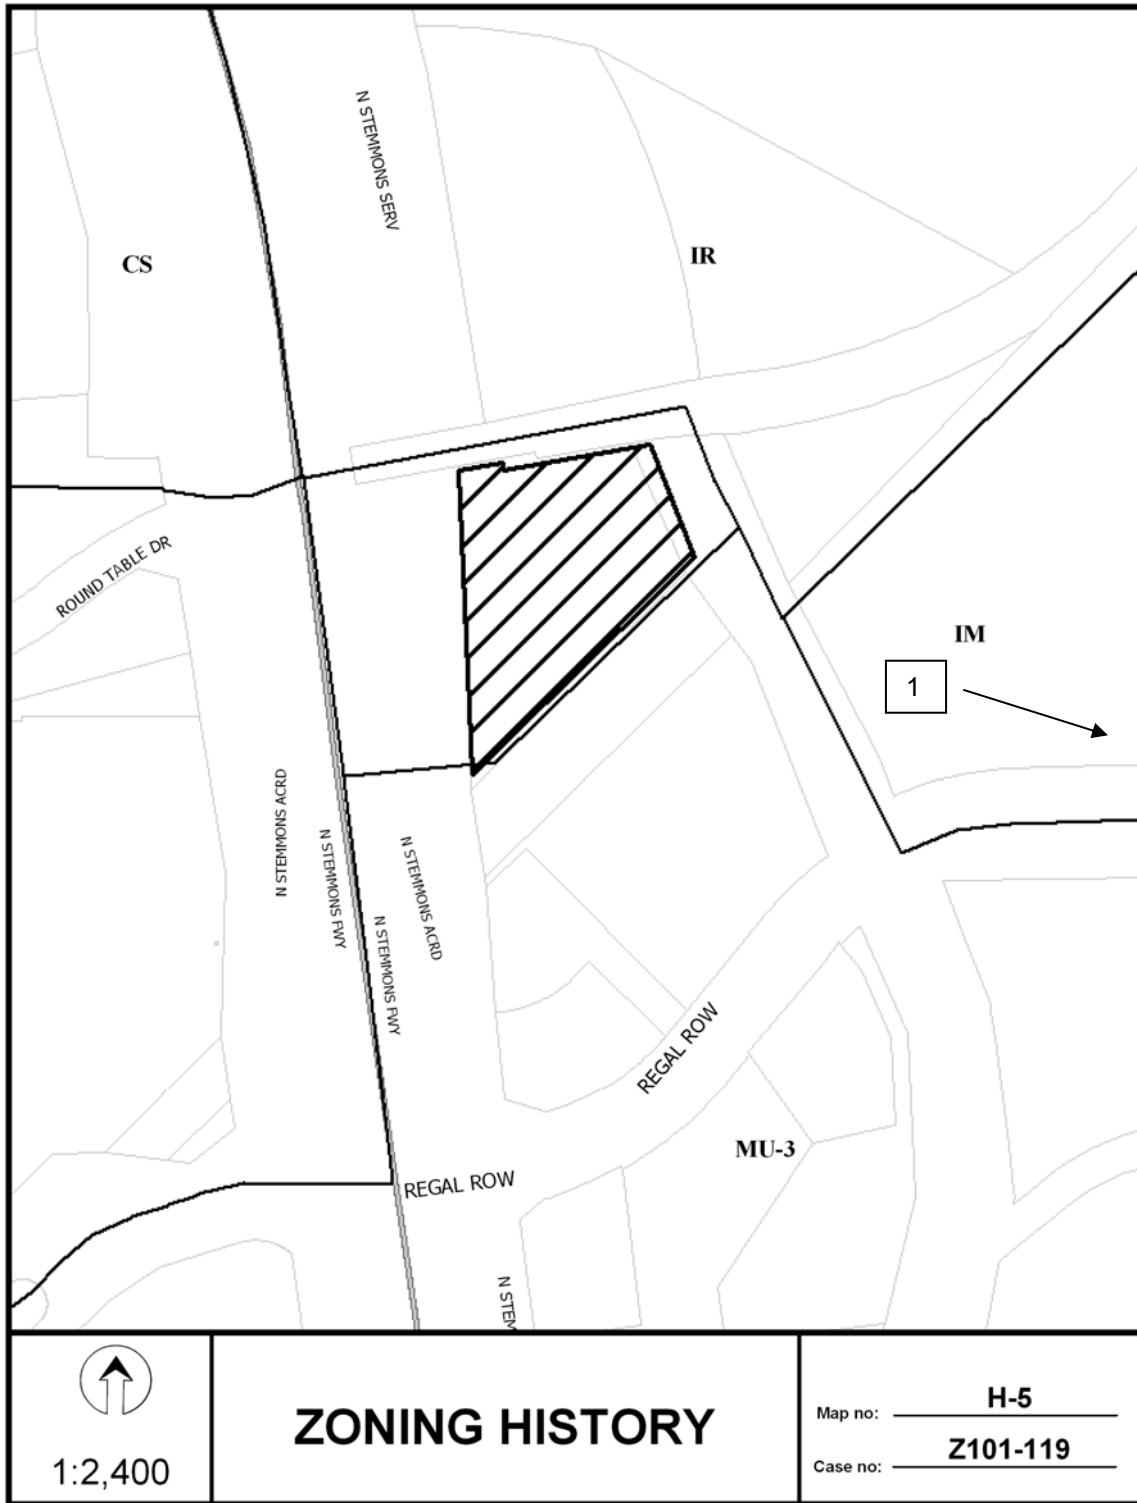 N STEMMONS SERV
CS
IR
ROUND TABLE DR
IM
1
N STEMMONS ACRD
N STEMMONS FWY
N STEMMONS ACRD
N STEMMONS FWY
REGAL ROW
MU-3
REGAL ROW
N STEM
1:2,400
ZONING HISTORY
Map no: H-5
Case no: Z101-119